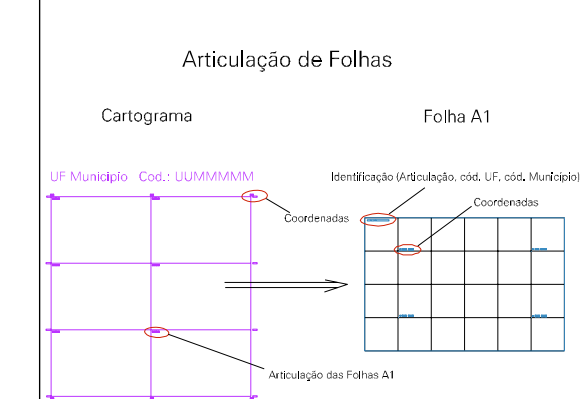 Articulação de Folhas
Cartograma
Folha A1
UF Municipio Cod.: UUMMMMM
Identificação (Articulação, cód. UF, cód. Município)
Coordenadas
Coordenadas
Articulação das Folhas A1